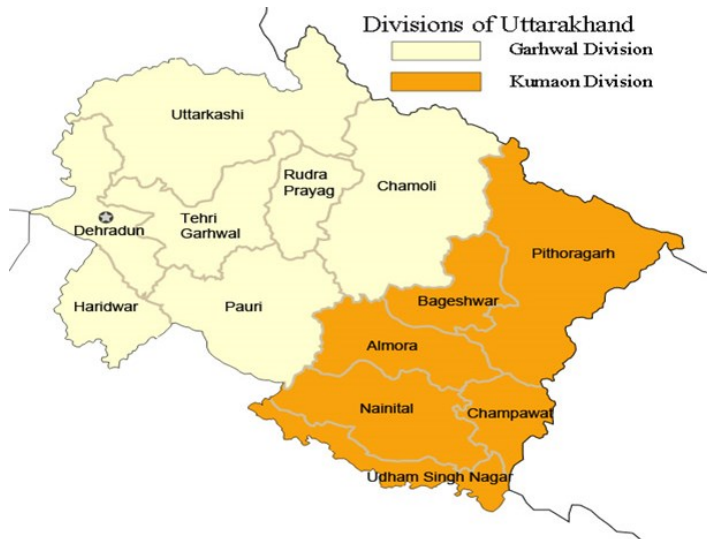 Divisions of Uttarakhand
Garhwal Division
Kumaon Division
Uttarkashi
Rudra
Prayag
Chamoli
Tehri
Garhwal
Dehradun
Pithoragarh
Haridwar
Pauri
Bageshwar
Almora
Nainital
Champawat
Udham Singh Nagar